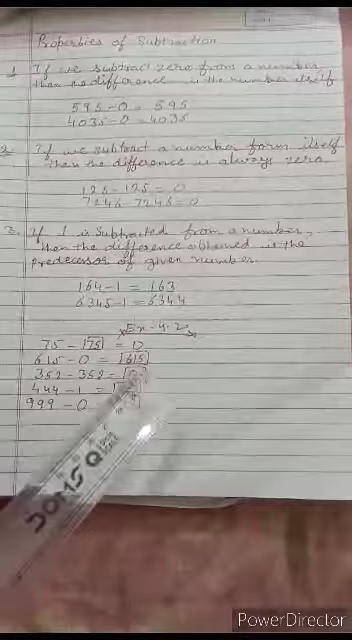 Properties of Subtraction
1. If we subtract zero from a number,
then the difference is the number itself
595 - 0 = 595
4035 - 0 = 4035
2. If we subtract a number form itself
then the difference is always zero.
125 - 125 = 0
7245 - 7245 = 0
3. If 1 is subtracted from a number,
then the difference obtained is the
predecessor of given number.
164 - 1 = 163
6345 - 1 = 6344
Ex - 4.2
75 - 75 = 0
615 - 0 = 615
352 - 352 =
444 - 1 =
999 - 0
DOMS
PowerDirector